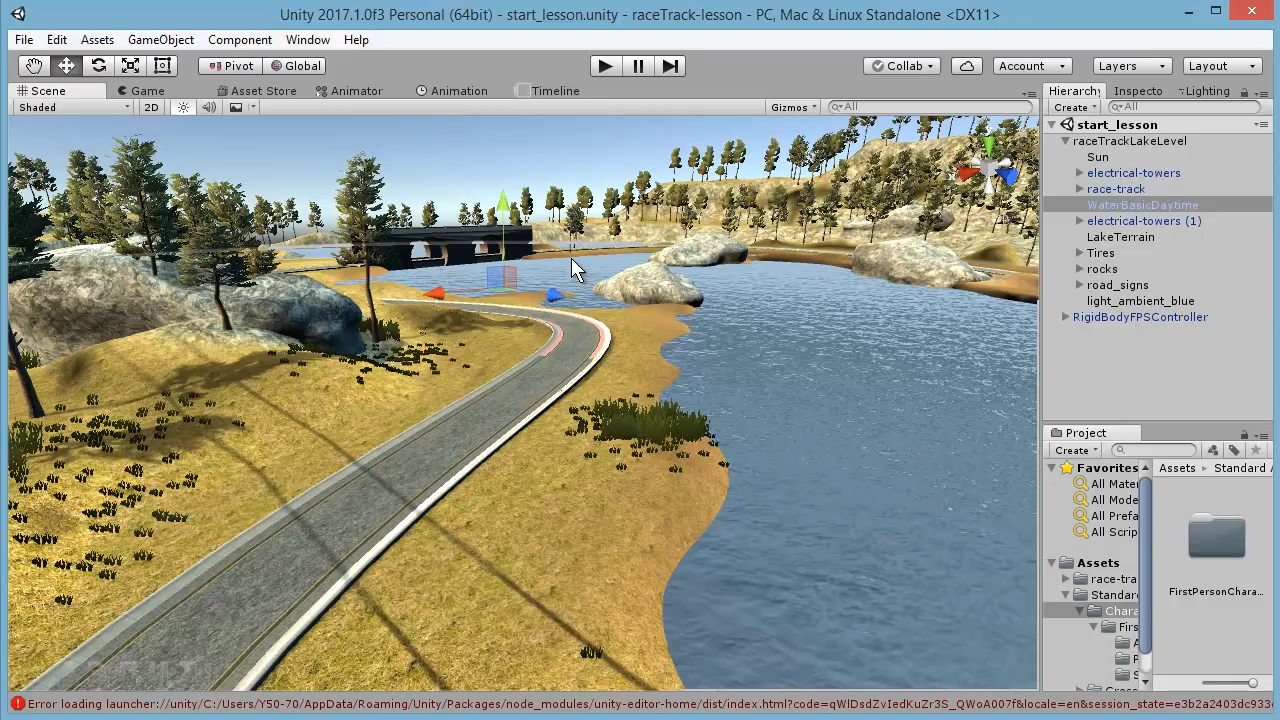 Unity 2017.1.0f3 Personal (64bit) - start_lesson.unity - raceTrack-lesson - PC, Mac & Linux Standalone <DX11>
File Edit Assets GameObject Component Window Help
Pivot Global Collab Account Layers Layout
Scene Game Asset Store Animator Animation Timeline
Shaded 2D Gizmos All
Hierarchy Inspecto Lighting
Create All
start_lesson
raceTrackLakeLevel
Sun
electrical-towers
race-track
WaterBasicDaytime
electrical-towers (1)
LakeTerrain
Tires
rocks
road_signs
light_ambient_blue
RigidBodyFPSController
Project
Create
Favorites
All Mater
All Mode
All Prefa
All Scrip
Assets
race-tra
Standar
Chara
Firs
Assets Standard A
FirstPersonChara...
Error loading launcher://unity/C:/Users/Y50-70/AppData/Roaming/Unity/Packages/node_modules/unity-editor-home/dist/index.html?code=qWlDsdZvIedKuZr3S_QWoA007f&locale=en&session_state=e3b2a2403dc933